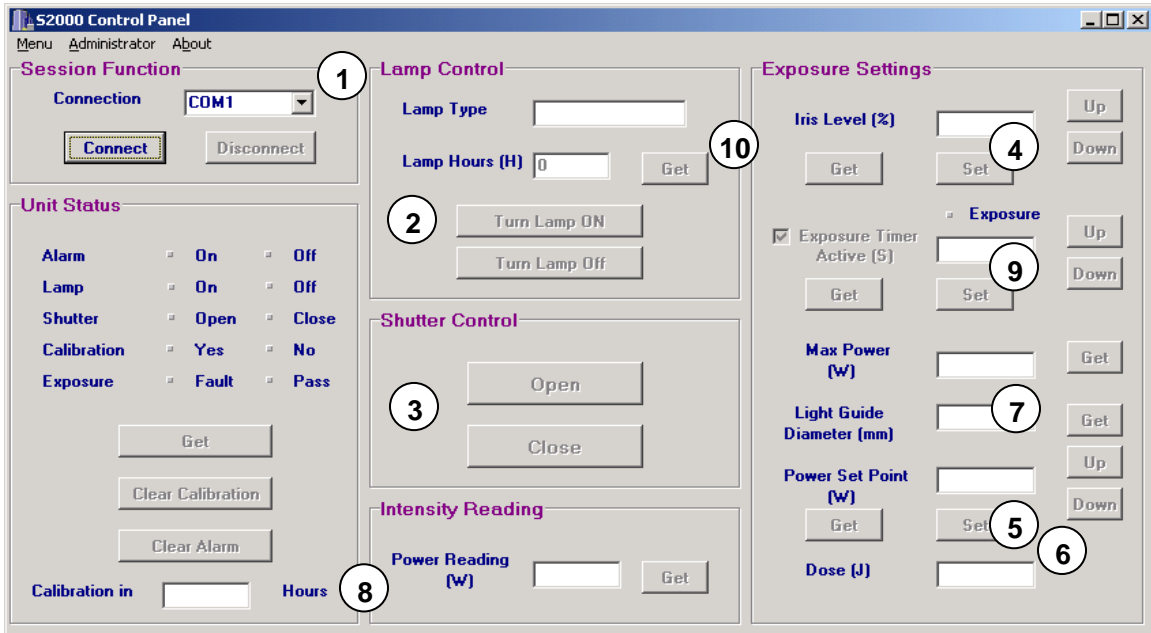 S2000 Control Panel
Menu Administrator About
Session Function
1
Connection COM1
Connect Disconnect
Unit Status
Alarm On Off
Lamp On Off
Shutter Open Close
Calibration Yes No
Exposure Fault Pass
Get
Clear Calibration
Clear Alarm
Calibration in Hours
8
Lamp Control
Lamp Type
10
Lamp Hours (H) 0 Get
2
Turn Lamp ON
Turn Lamp Off
Shutter Control
3
Open
Close
Intensity Reading
Power Reading
(W) Get
Exposure Settings
Up
Iris Level (%)
4
Down
Get Set
Exposure
Up
Exposure Timer
Active (S)
9
Down
Get Set
Max Power
(W) Get
7
Light Guide
Diameter (mm) Get
Up
Power Set Point
(W)
Down
Get Set
5
6
Dose (J)